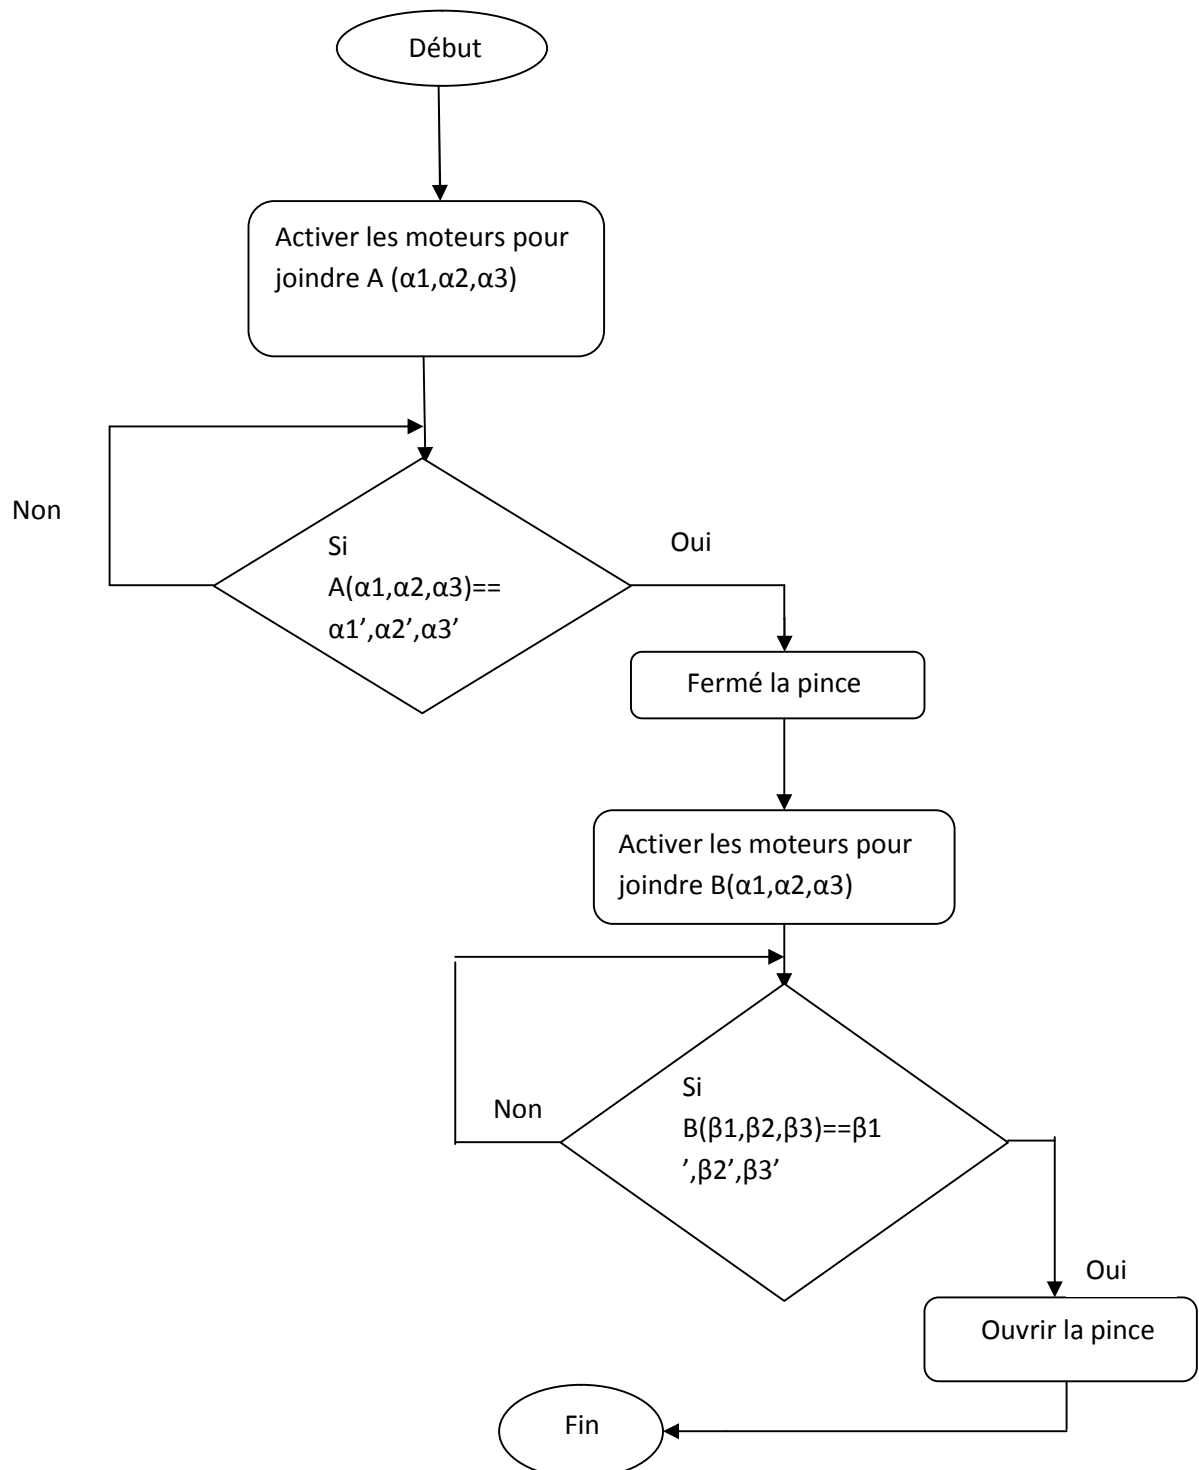 Début
Activer les moteurs pour
joindre A (α1,α2,α3)
Non
Oui
Si
A(α1,α2,α3)==
α1’,α2’,α3’
Fermé la pince
Activer les moteurs pour
joindre B(α1,α2,α3)
Non
Si
B(β1,β2,β3)==β1
’,β2’,β3’
Oui
Ouvrir la pince
Fin